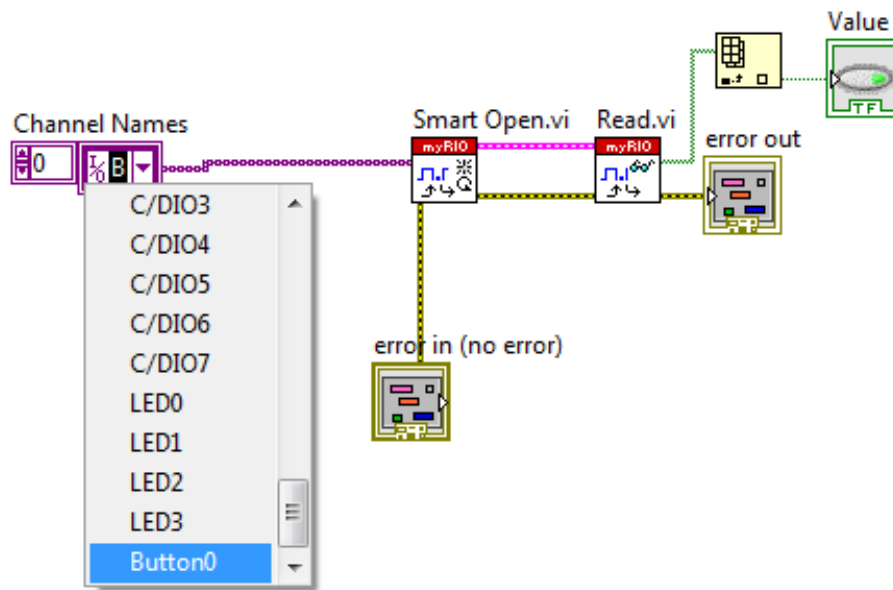 Value
TF
Smart Open.vi
Read.vi
Channel Names
myRIO
myRIO
error out
0
I/O
B
C/DIO3
C/DIO4
C/DIO5
C/DIO6
C/DIO7
error in (no error)
LED0
LED1
LED2
LED3
Button0